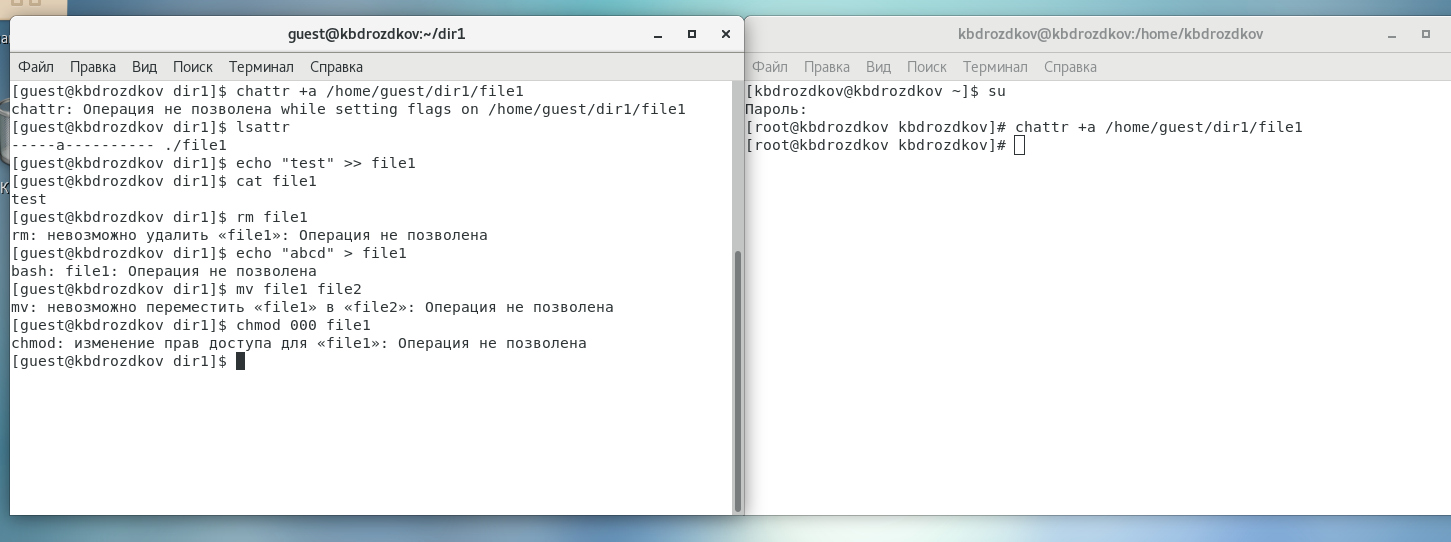 guest@kbdrozdkov:~/dir1
Файл Правка Вид Поиск Терминал Справка
[guest@kbdrozdkov dir1]$ chattr +a /home/guest/dir1/file1
chattr: Операция не позволена while setting flags on /home/guest/dir1/file1
[guest@kbdrozdkov dir1]$ lsattr
-----a---------- ./file1
[guest@kbdrozdkov dir1]$ echo "test" >> file1
[guest@kbdrozdkov dir1]$ cat file1
test
[guest@kbdrozdkov dir1]$ rm file1
rm: невозможно удалить «file1»: Операция не позволена
[guest@kbdrozdkov dir1]$ echo "abcd" > file1
bash: file1: Операция не позволена
[guest@kbdrozdkov dir1]$ mv file1 file2
mv: невозможно переместить «file1» в «file2»: Операция не позволена
[guest@kbdrozdkov dir1]$ chmod 000 file1
chmod: изменение прав доступа для «file1»: Операция не позволена
[guest@kbdrozdkov dir1]$
kbdrozdkov@kbdrozdkov:/home/kbdrozdkov
Файл Правка Вид Поиск Терминал Справка
[kbdrozdkov@kbdrozdkov ~]$ su
Пароль:
[root@kbdrozdkov kbdrozdkov]# chattr +a /home/guest/dir1/file1
[root@kbdrozdkov kbdrozdkov]#